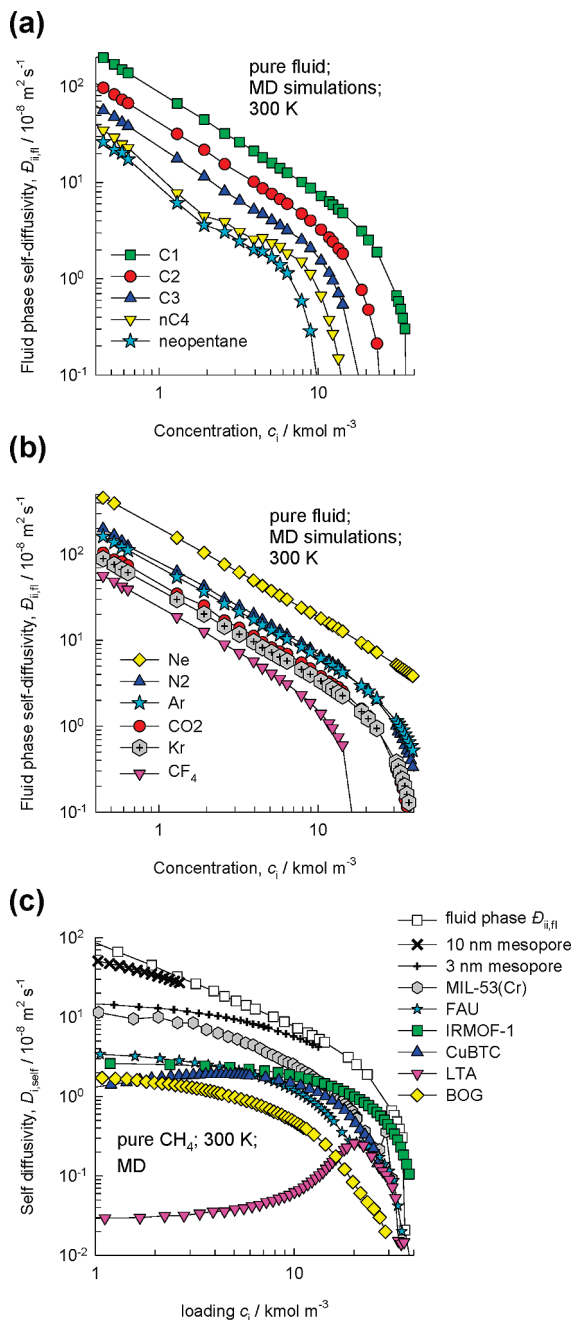 (a)
pure fluid;
MD simulations;
300 K
10²
10¹
10⁰
10⁻¹
Fluid phase self-diffusivity, Đii,fl / 10⁻⁸ m² s⁻¹
C1
C2
C3
nC4
neopentane
1
10
Concentration, ci / kmol m⁻³
(b)
pure fluid;
MD simulations;
300 K
10²
10¹
10⁰
10⁻¹
Fluid phase self-diffusivity, Đii,fl / 10⁻⁸ m² s⁻¹
Ne
N2
Ar
CO2
Kr
CF₄
1
10
Concentration, ci / kmol m⁻³
(c)
10²
10¹
10⁰
10⁻¹
10⁻²
Self diffusivity, Di,self / 10⁻⁸ m² s⁻¹
pure CH₄; 300 K;
MD
1
10
loading ci / kmol m⁻³
fluid phase Đii,fl
10 nm mesopore
3 nm mesopore
MIL-53(Cr)
FAU
IRMOF-1
CuBTC
LTA
BOG